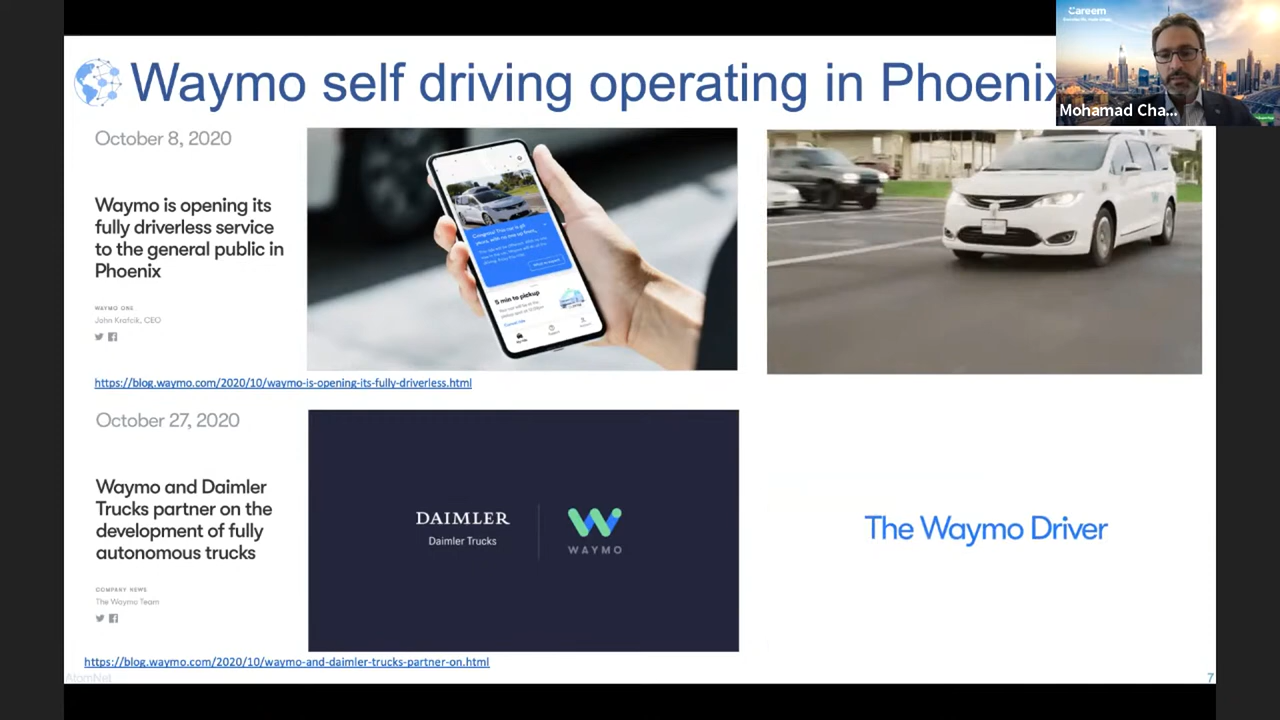 Waymo self driving operating in Phoenix
Careem
Mohamad Cha...
October 8, 2020
Waymo is opening its
fully driverless service
to the general public in
Phoenix
WAYMO ONE
John Krafcik, CEO
5 min to pickup
https://blog.waymo.com/2020/10/waymo-is-opening-its-fully-driverless.html
October 27, 2020
Waymo and Daimler
Trucks partner on the
development of fully
autonomous trucks
COMPANY NEWS
The Waymo Team
DAIMLER
Daimler Trucks
WAYMO
The Waymo Driver
https://blog.waymo.com/2020/10/waymo-and-daimler-trucks-partner-on.html
AtomNet
7